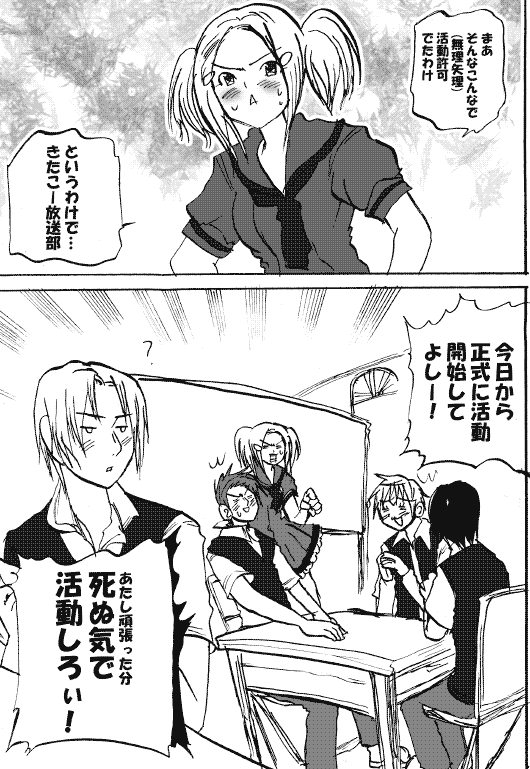 まあ
そんなこんなで
(無理矢理)
活動許可
でたわけ
というわけで…
きたこー放送部
今日から
正式に活動
開始して
よしー!
あたし頑張った分
死ぬ気で
活動しろぃ!
?